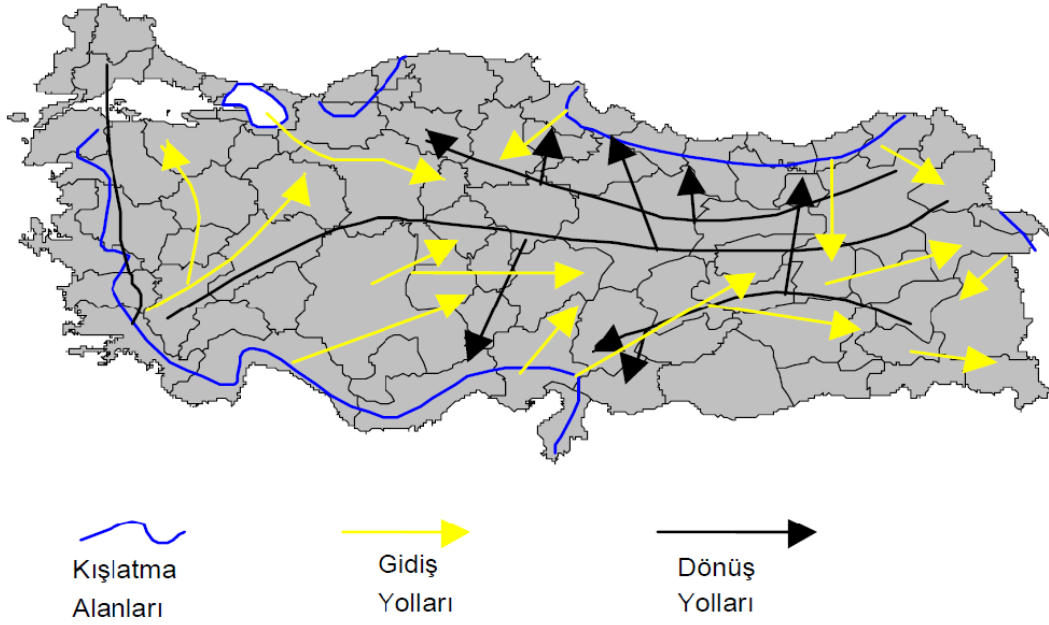 Kışlatma
Alanları
Gidiş
Yolları
Dönüş
Yolları